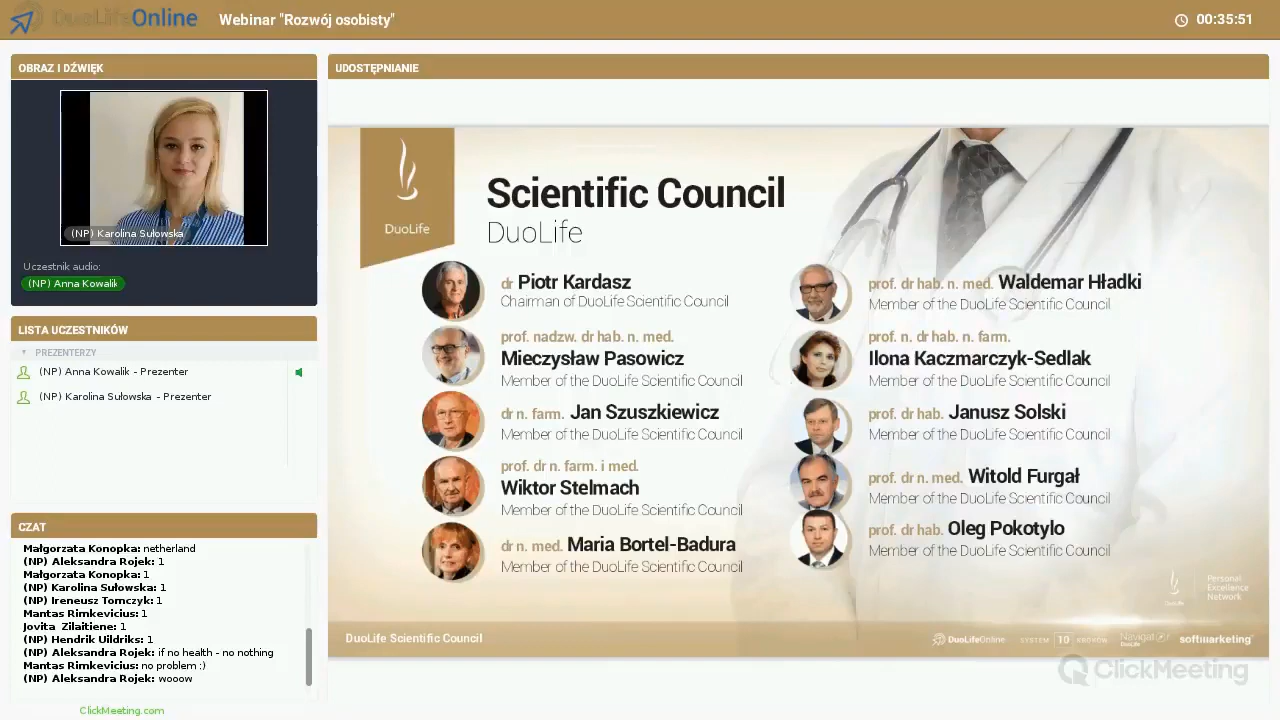 DuoLifeOnline
Webinar "Rozwój osobisty"
00:35:51
OBRAZ I DŹWIĘK
(NP) Karolina Sułowska
Uczestnik audio:
(NP) Anna Kowalik
LISTA UCZESTNIKÓW
PREZENTERZY
(NP) Anna Kowalik - Prezenter
(NP) Karolina Sułowska - Prezenter
CZAT
Małgorzata Konopka: netherland
(NP) Aleksandra Rojek: 1
Małgorzata Konopka: 1
(NP) Karolina Sułowska: 1
(NP) Ireneusz Tomczyk: 1
Mantas Rimkevicius: 1
Jovita Zilaitiene: 1
(NP) Hendrik Uildriks: 1
(NP) Aleksandra Rojek: if no health - no nothing
Mantas Rimkevicius: no problem :)
(NP) Aleksandra Rojek: wooow
ClickMeeting.com
UDOSTĘPNIANIE
DuoLife
Scientific Council
DuoLife
dr Piotr Kardasz
Chairman of DuoLife Scientific Council
prof. nadzw. dr hab. n. med.
Mieczysław Pasowicz
Member of the DuoLife Scientific Council
dr n. farm. Jan Szuszkiewicz
Member of the DuoLife Scientific Council
prof. dr n. farm. i med.
Wiktor Stelmach
Member of the DuoLife Scientific Council
dr n. med. Maria Bortel-Badura
Member of the DuoLife Scientific Council
prof. dr hab. n. med. Waldemar Hładki
Member of the DuoLife Scientific Council
prof. n. dr hab. n. farm.
Ilona Kaczmarczyk-Sedlak
Member of the DuoLife Scientific Council
prof. dr hab. Janusz Solski
Member of the DuoLife Scientific Council
prof. dr n. med. Witold Furgał
Member of the DuoLife Scientific Council
prof. dr hab. Oleg Pokotylo
Member of the DuoLife Scientific Council
DuoLife
Personal
Excellence
Network
DuoLife Scientific Council
DuoLifeOnline
SYSTEM 10 KROKÓW
Navigator
DuoLife
softmarketing
ClickMeeting